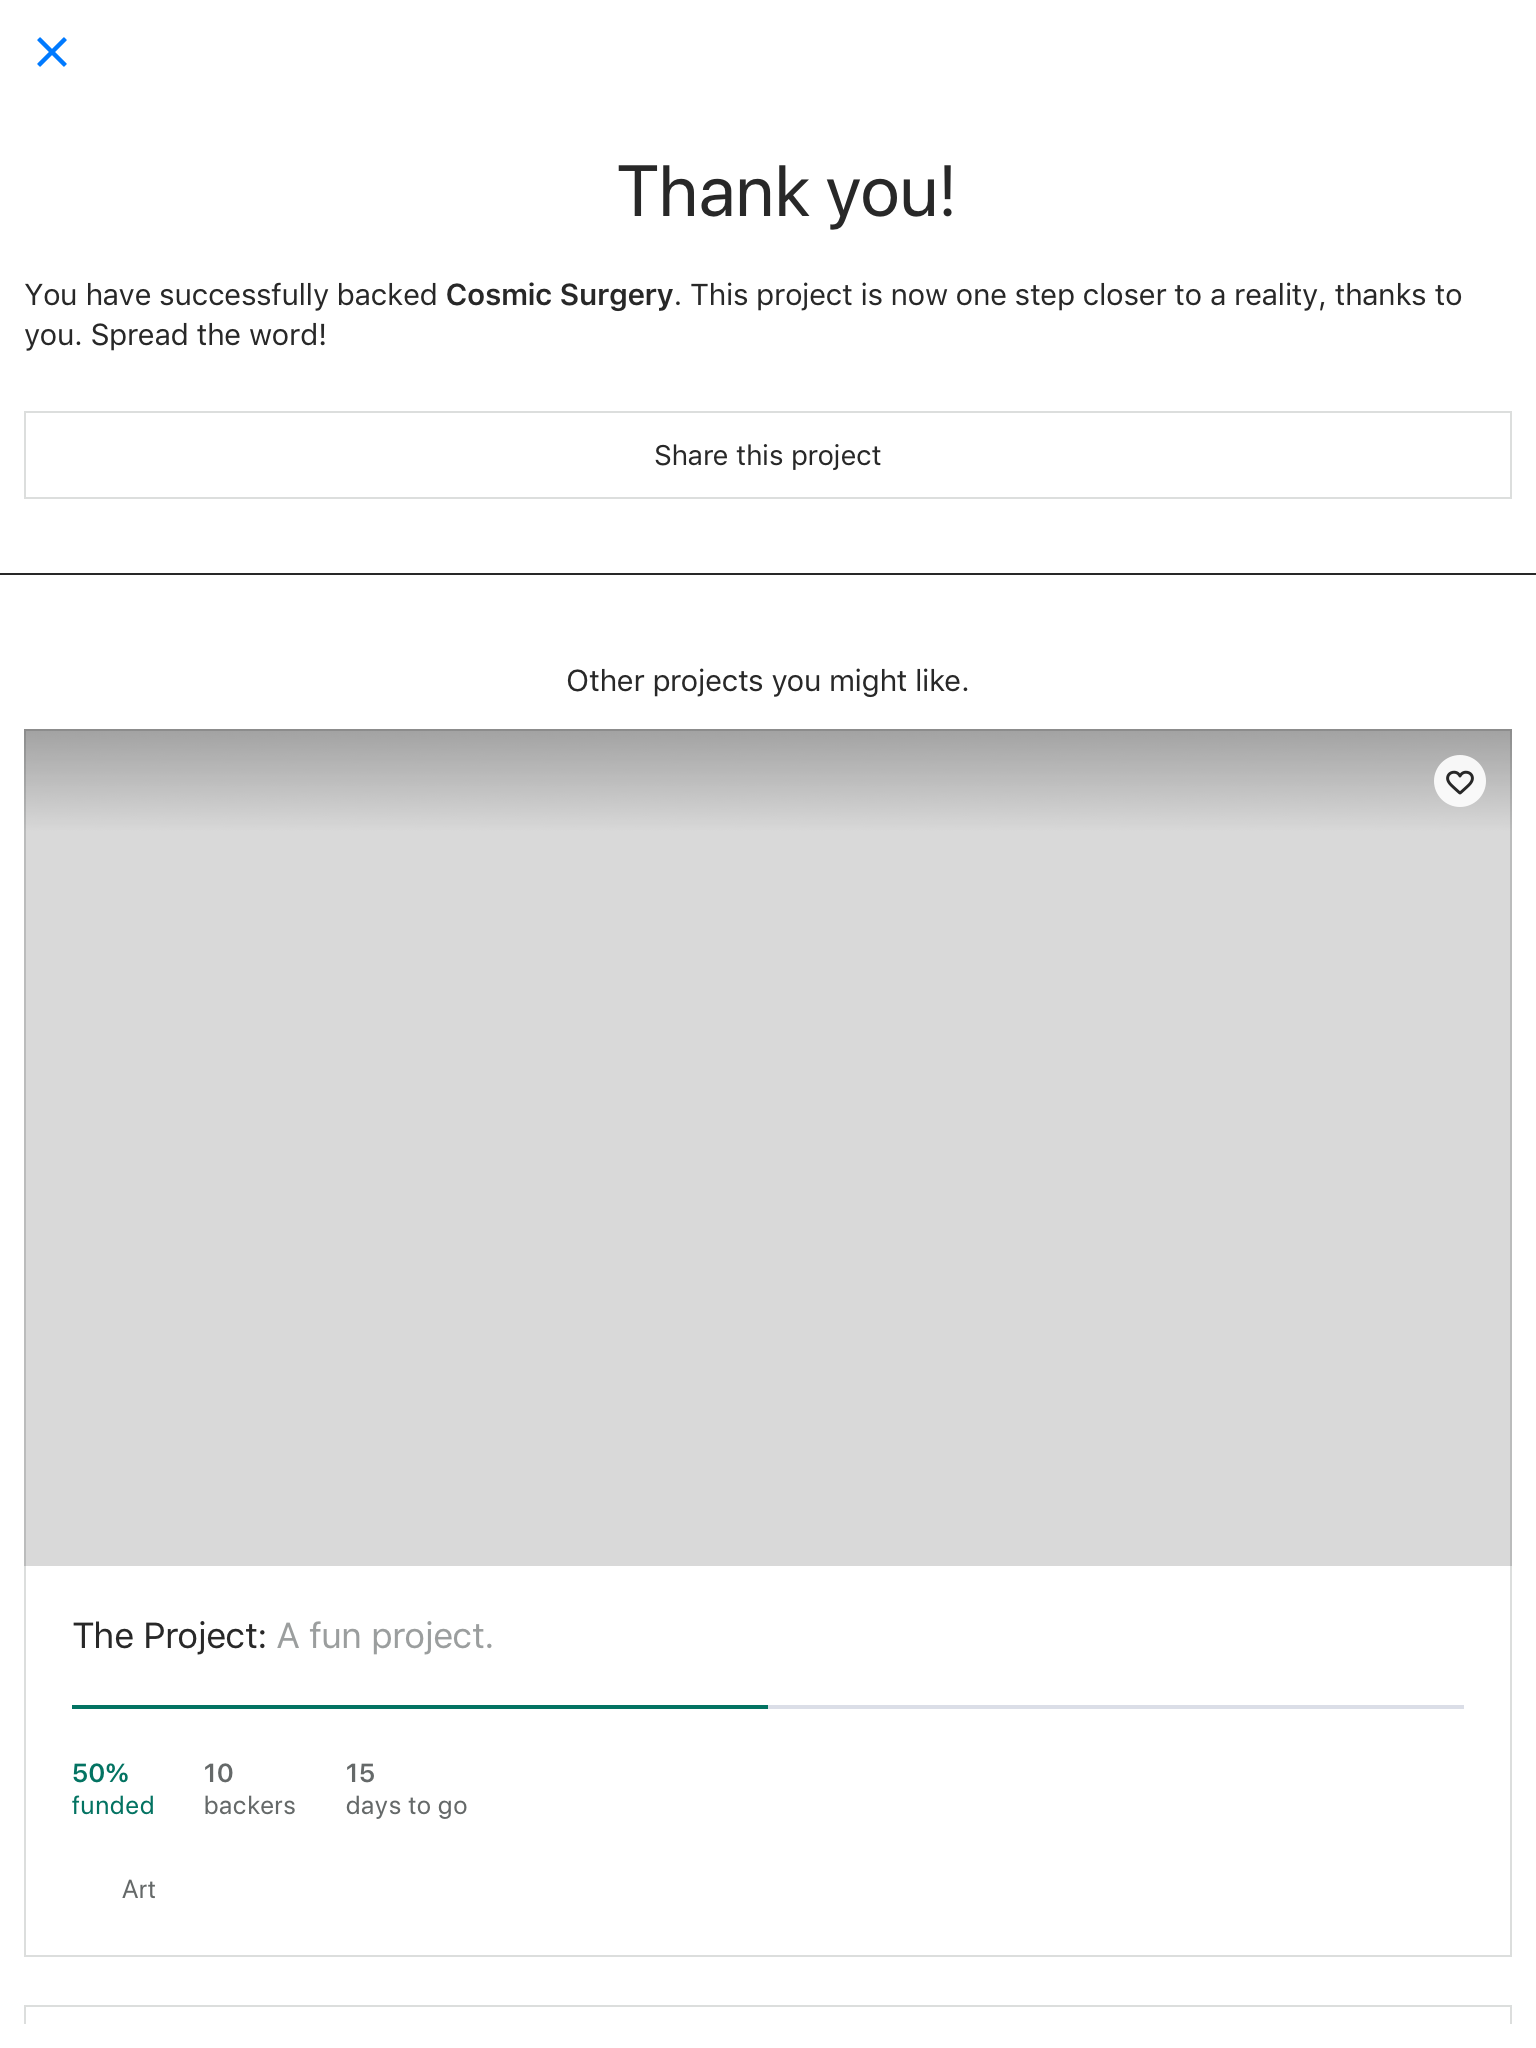 Thank you!
You have successfully backed Cosmic Surgery. This project is now one step closer to a reality, thanks to
you. Spread the word!
Share this project
Other projects you might like.
The Project: A fun project.
50%
funded
10
backers
15
days to go
Art